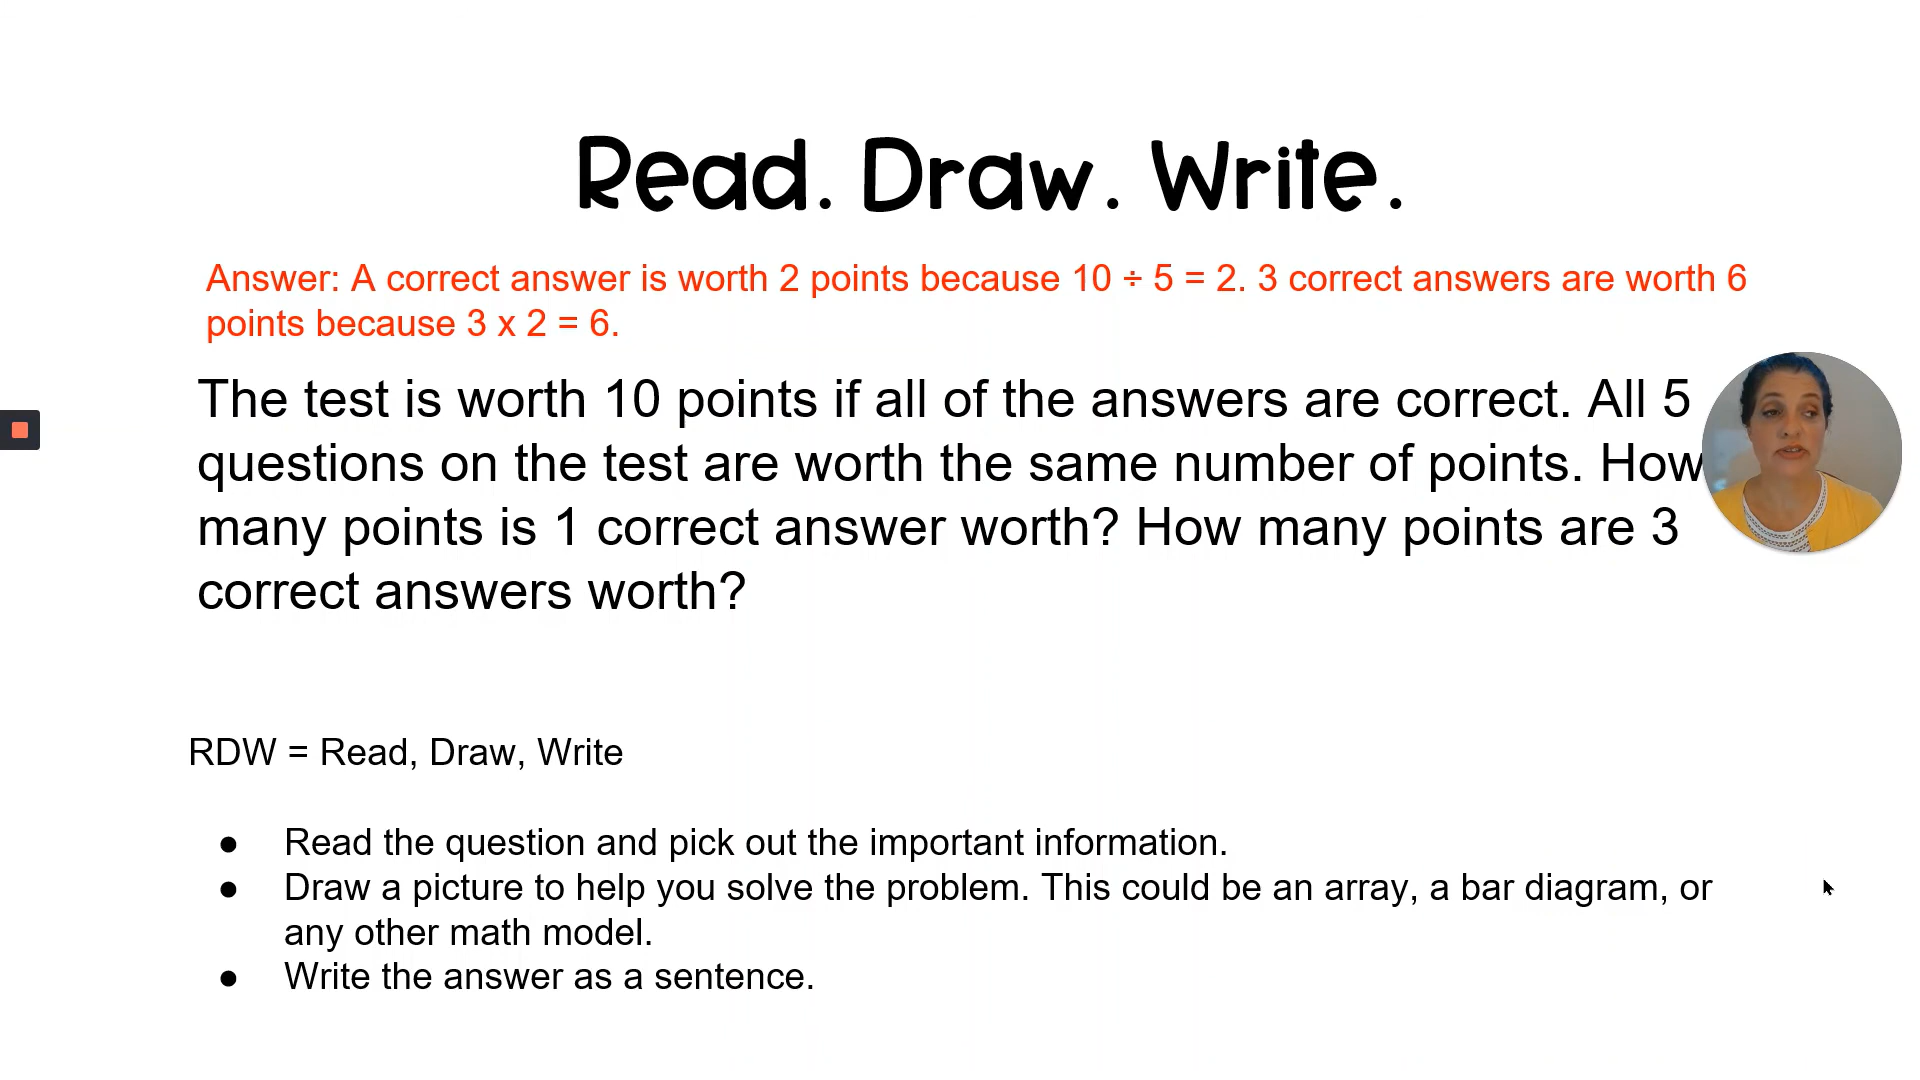 Read. Draw. Write.
Answer: A correct answer is worth 2 points because 10 ÷ 5 = 2. 3 correct answers are worth 6
points because 3 x 2 = 6.
The test is worth 10 points if all of the answers are correct. All 5
questions on the test are worth the same number of points. How
many points is 1 correct answer worth? How many points are 3
correct answers worth?
RDW = Read, Draw, Write
● Read the question and pick out the important information.
● Draw a picture to help you solve the problem. This could be an array, a bar diagram, or
any other math model.
● Write the answer as a sentence.